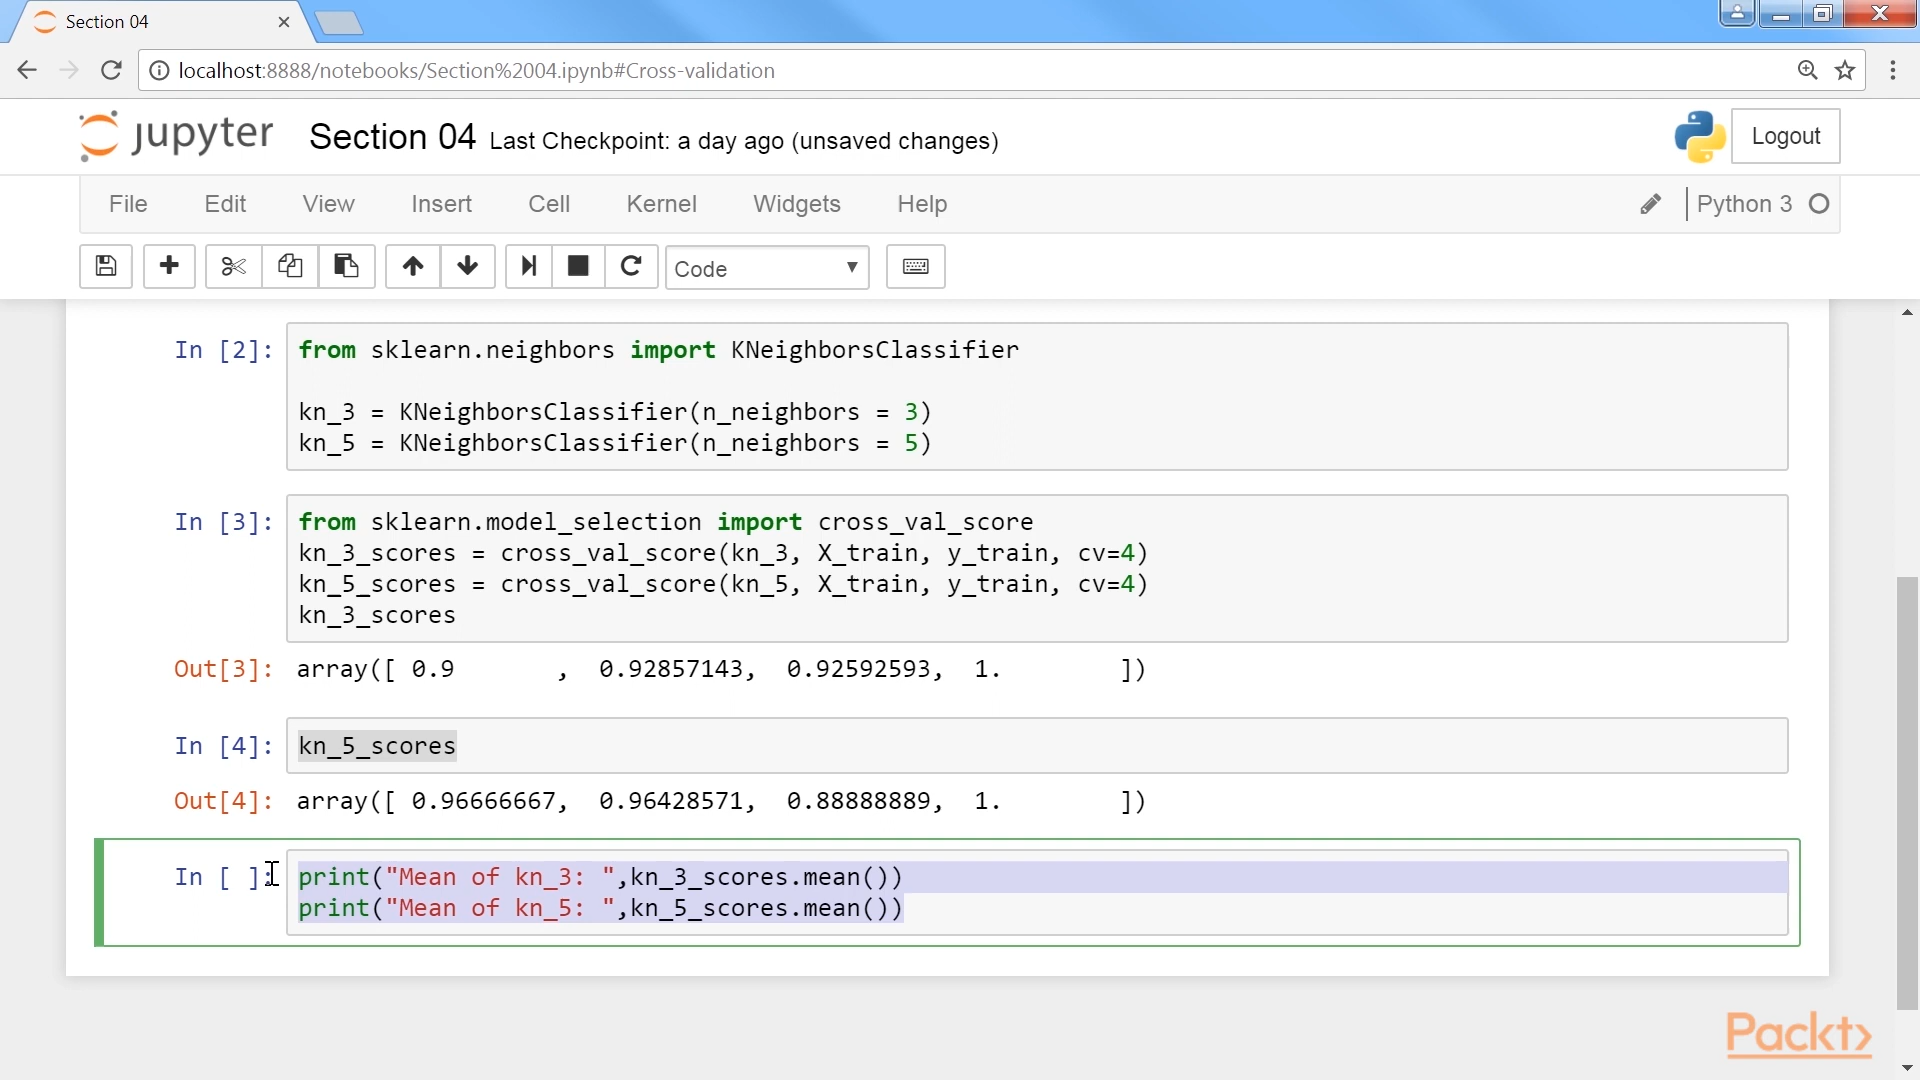 Section 04
localhost:8888/notebooks/Section%2004.ipynb#Cross-validation
jupyter Section 04 Last Checkpoint: a day ago (unsaved changes) Logout
File Edit View Insert Cell Kernel Widgets Help Python 3
Code
In [2]: from sklearn.neighbors import KNeighborsClassifier
kn_3 = KNeighborsClassifier(n_neighbors = 3)
kn_5 = KNeighborsClassifier(n_neighbors = 5)
In [3]: from sklearn.model_selection import cross_val_score
kn_3_scores = cross_val_score(kn_3, X_train, y_train, cv=4)
kn_5_scores = cross_val_score(kn_5, X_train, y_train, cv=4)
kn_3_scores
Out[3]: array([ 0.9       ,  0.92857143,  0.92592593,  1.        ])
In [4]: kn_5_scores
Out[4]: array([ 0.96666667,  0.96428571,  0.88888889,  1.        ])
In [ ]: print("Mean of kn_3: ",kn_3_scores.mean())
print("Mean of kn_5: ",kn_5_scores.mean())
Packt>